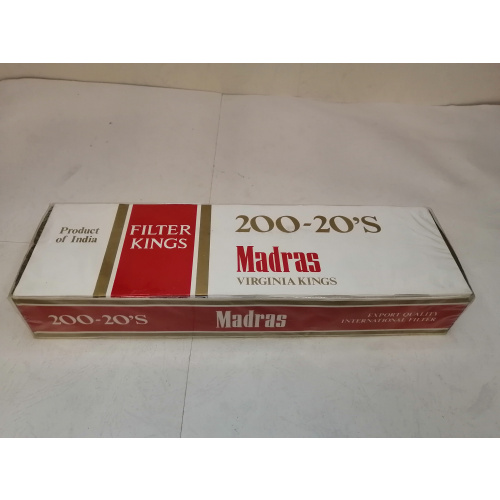 Product
of India
FILTER
KINGS
200-20'S
Madras
VIRGINIA KINGS
200-20'S
Madras
EXPORT QUALITY
INTERNATIONAL FILTER